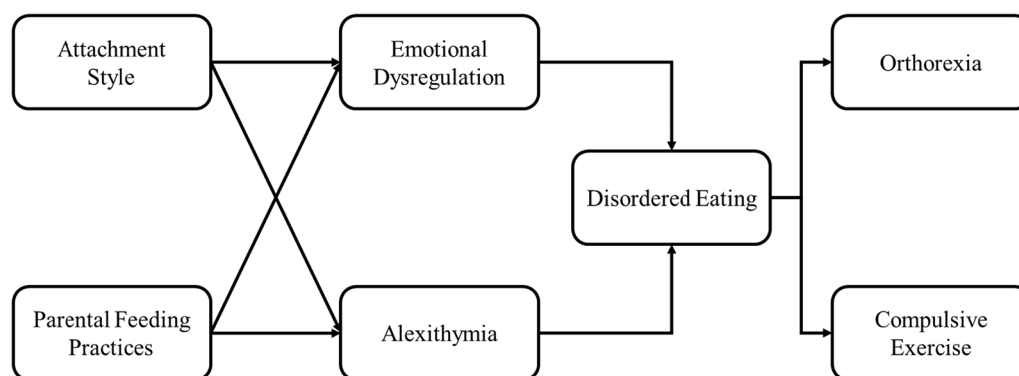 Attachment
Style
Emotional
Dysregulation
Orthorexia
Disordered Eating
Parental Feeding
Practices
Alexithymia
Compulsive
Exercise